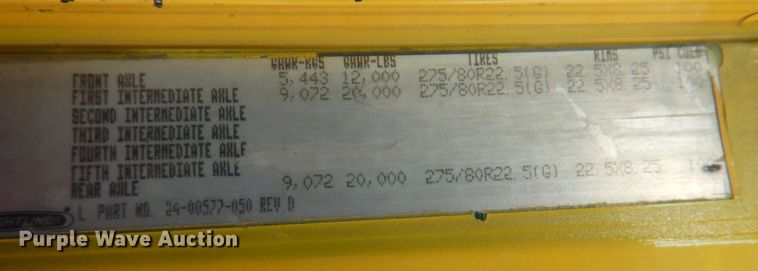 GAWR-KGS GAWR-LBS TIRES RIMS PSI COLD
FRONT AXLE 5,443 12,000 275/80R22.5(G) 22.5X8.25
FIRST INTERMEDIATE AXLE 9,072 20,000 275/80R22.5(G) 22.5X8.25
SECOND INTERMEDIATE AXLE
THIRD INTERMEDIATE AXLE
FOURTH INTERMEDIATE AXLE
FIFTH INTERMEDIATE AXLE
REAR AXLE 9,072 20,000 275/80R22.5(G) 22.5X8.25
L PART NO. 24-00577-050 REV D
Purple Wave Auction